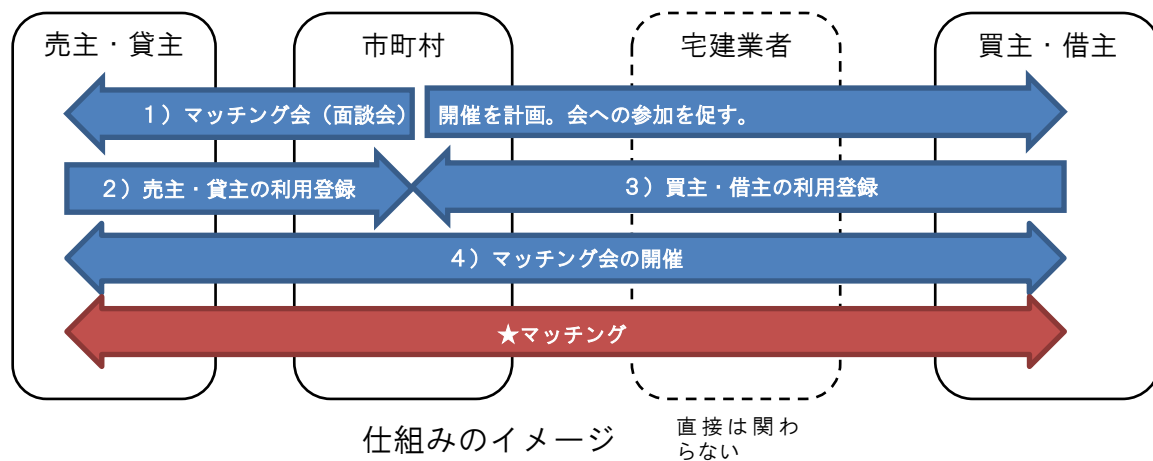 売主・貸主
市町村
宅建業者
買主・借主
1）マッチング会（面談会）
開催を計画。会への参加を促す。
2）売主・貸主の利用登録
3）買主・借主の利用登録
4）マッチング会の開催
★マッチング
仕組みのイメージ
直接は関わ
らない